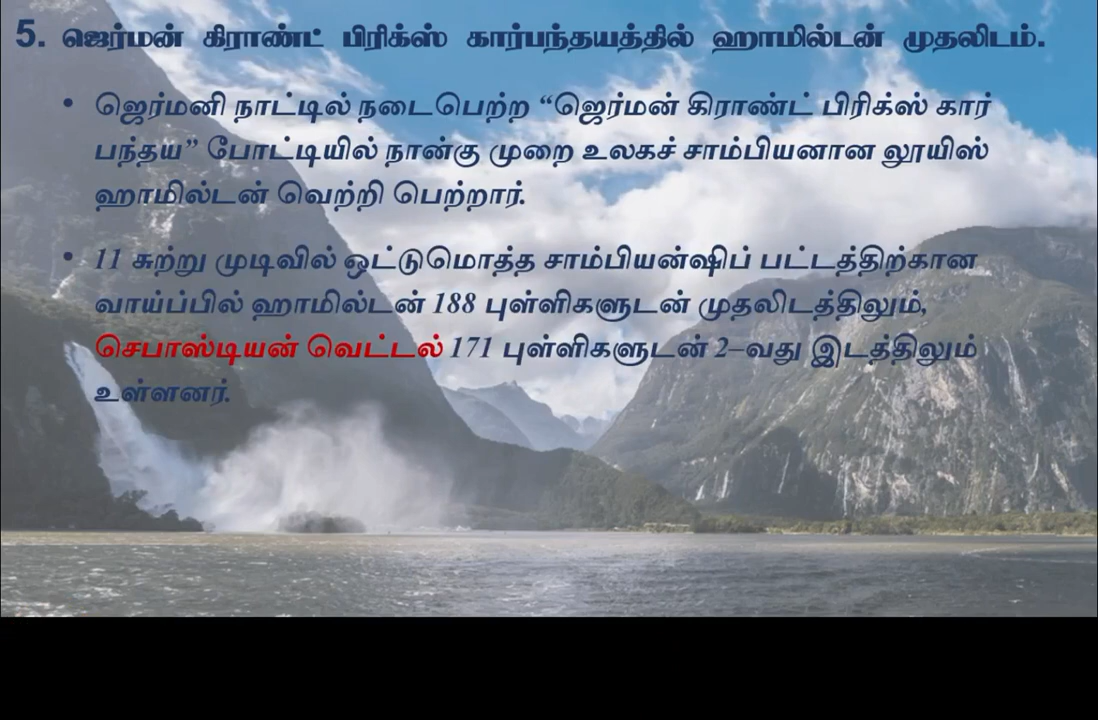 5. ஜெர்மன் கிராண்ட் பிரிக்ஸ் கார்பந்தயத்தில் ஹாமில்டன் முதலிடம்.
• ஜெர்மனி நாட்டில் நடைபெற்ற “ஜெர்மன் கிராண்ட் பிரிக்ஸ் கார்
பந்தய” போட்டியில் நான்கு முறை உலகச் சாம்பியனான லூயிஸ்
ஹாமில்டன் வெற்றி பெற்றார்.
• 11 சுற்று முடிவில் ஒட்டுமொத்த சாம்பியன்ஷிப் பட்டத்திற்கான
வாய்ப்பில் ஹாமில்டன் 188 புள்ளிகளுடன் முதலிடத்திலும்,
செபாஸ்டியன் வெட்டல் 171 புள்ளிகளுடன் 2–வது இடத்திலும்
உள்ளனர்.